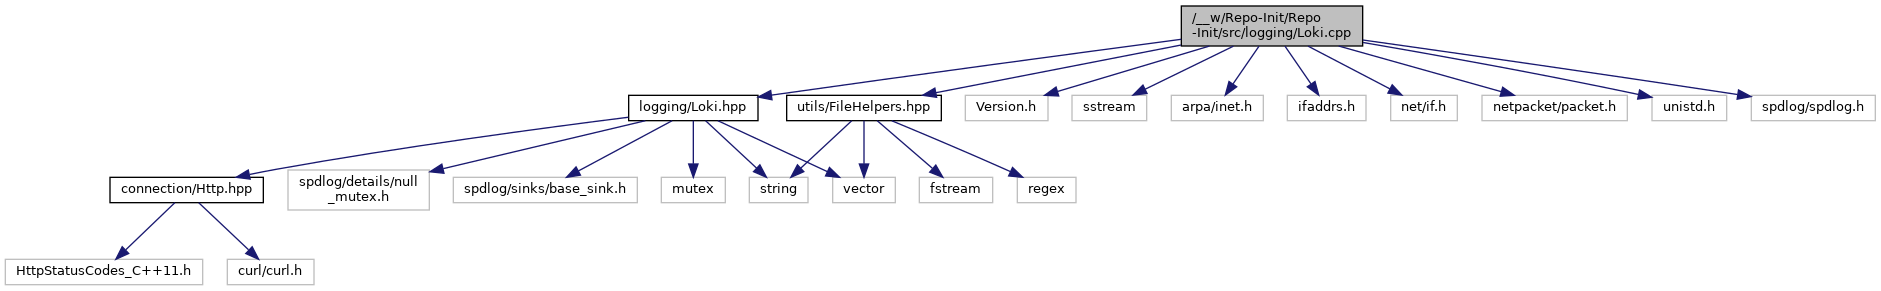 /__w/Repo-Init/Repo
-Init/src/logging/Loki.cpp
logging/Loki.hpp
utils/FileHelpers.hpp
Version.h
sstream
arpa/inet.h
ifaddrs.h
net/if.h
netpacket/packet.h
unistd.h
spdlog/spdlog.h
connection/Http.hpp
spdlog/details/null
_mutex.h
spdlog/sinks/base_sink.h
mutex
string
vector
fstream
regex
HttpStatusCodes_C++11.h
curl/curl.h